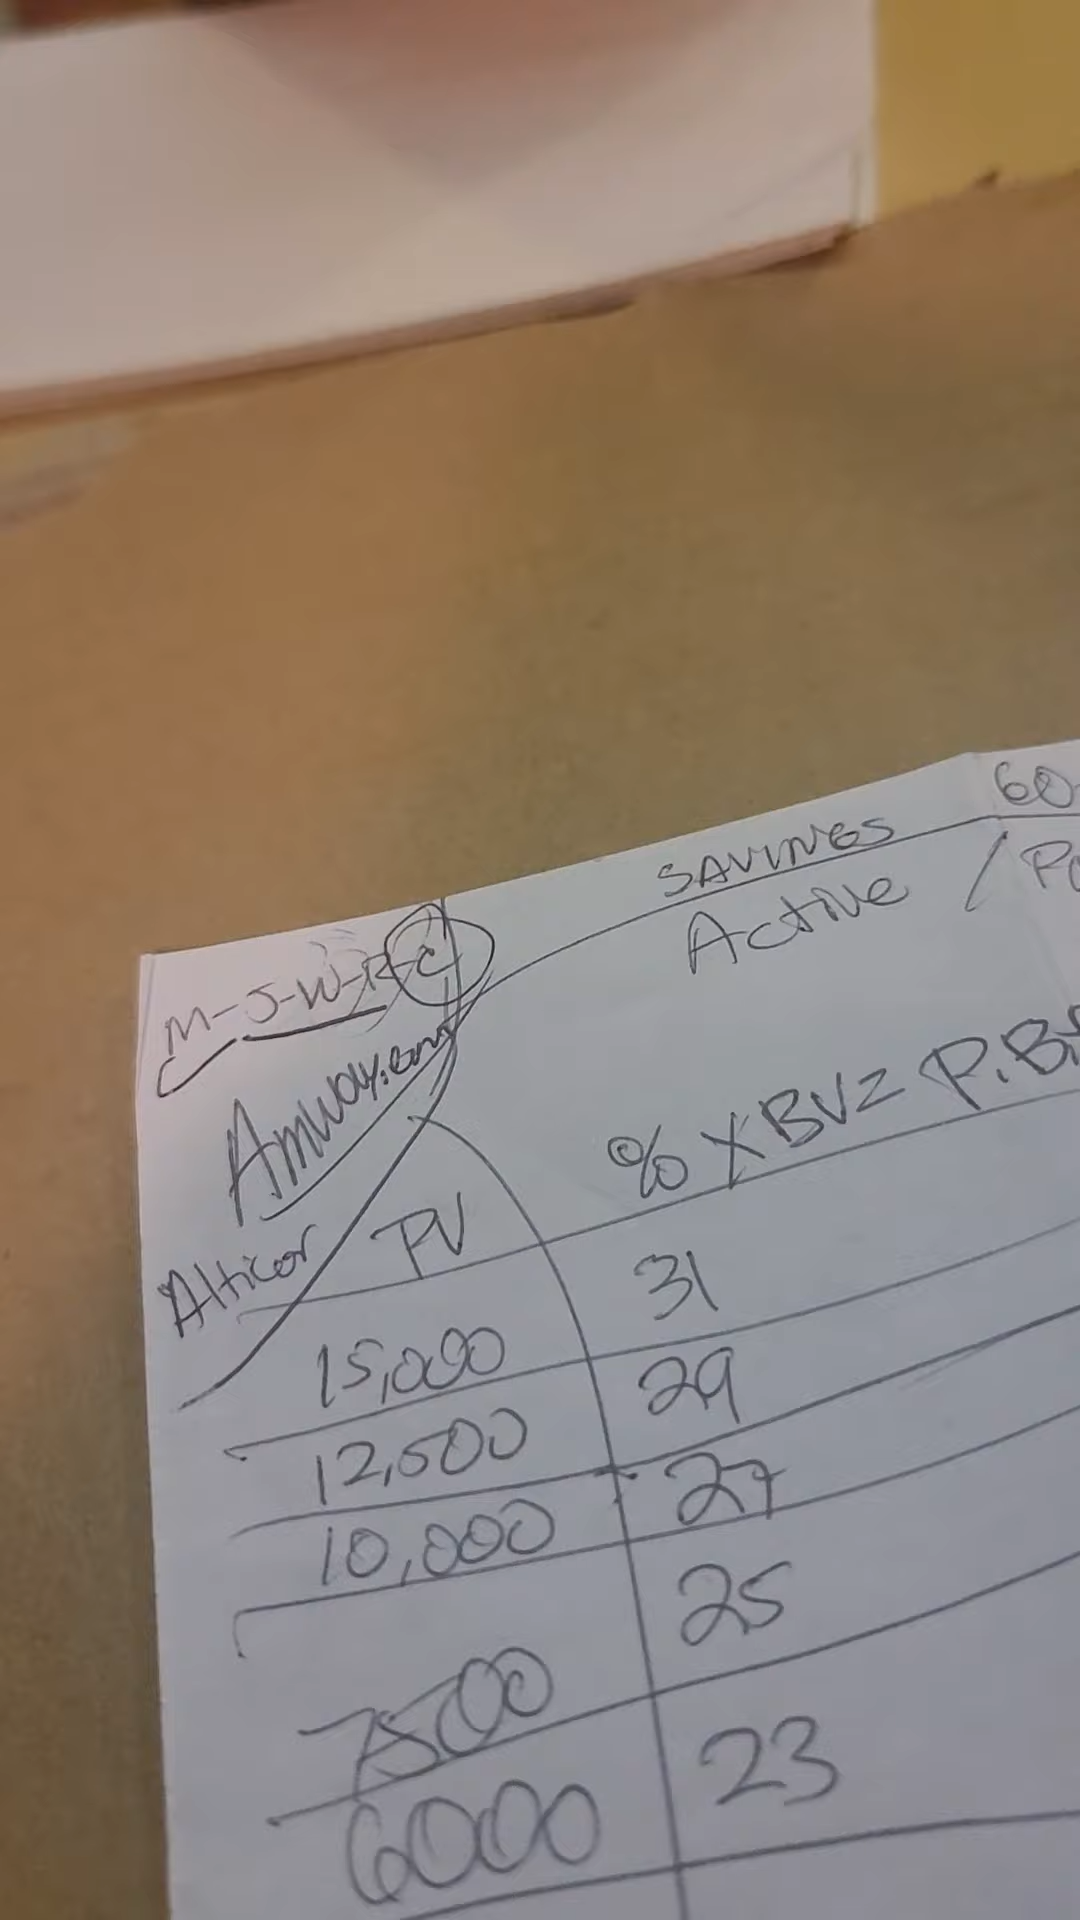 60
SAVINGS
Active / Pa
M-J-W-R-C
Amway.com
% X BV = P.B
Alticor
PV
31
15,000
29
12,500
27
10,000
25
7500
23
6000